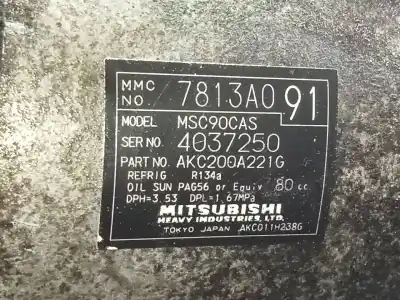 MMC NO. 7813A0 91
MODEL MSC90CAS
SER NO. 4037250
PART NO. AKC200A221G
REFRIG R134a
OIL SUN PAG56 or Equiv 80 cc
DPH=3.53 DPL=1.67MPa
MITSUBISHI
HEAVY INDUSTRIES, LTD.
TOKYO JAPAN AKC011H238G